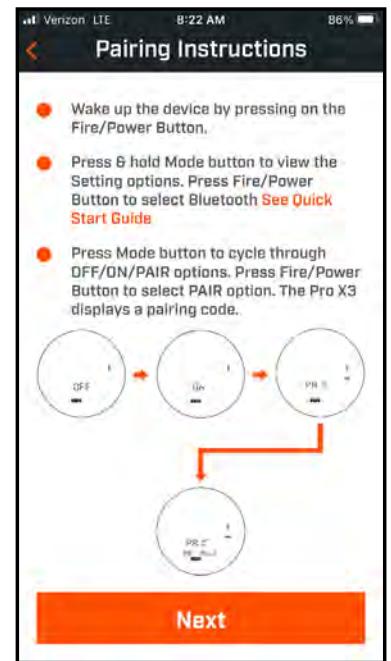 Verizon LTE 8:22 AM 86%
Pairing Instructions
Wake up the device by pressing on the
Fire/Power Button.
Press & hold Mode button to view the
Setting options. Press Fire/Power
Button to select Bluetooth See Quick
Start Guide
Press Mode button to cycle through
OFF/ON/PAIR options. Press Fire/Power
Button to select PAIR option. The Pro X3
displays a pairing code.
OFF
Next